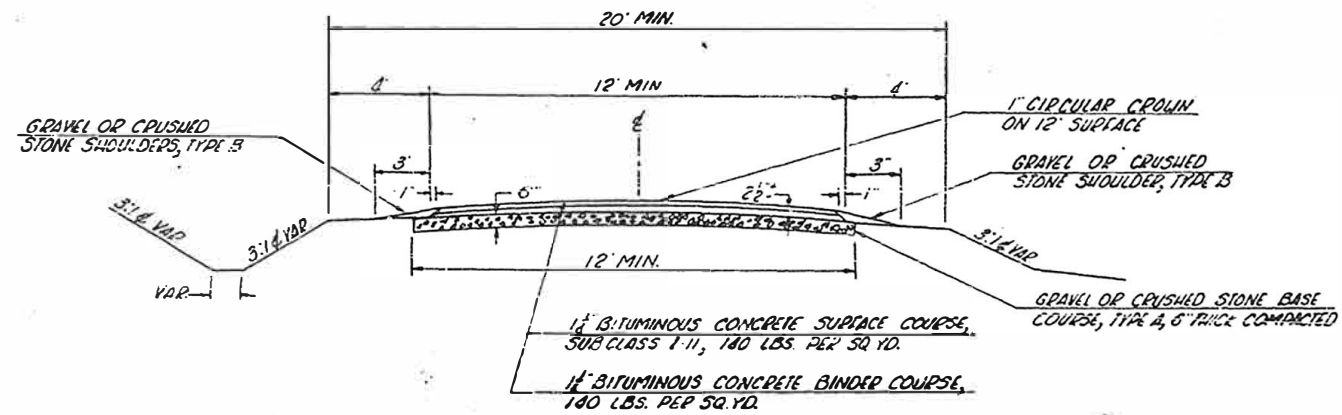 20' MIN.
4'
12' MIN
4'
1" CIRCULAR CROWN
ON 12' SURFACE
GRAVEL OR CRUSHED
STONE SHOULDERS, TYPE B
GRAVEL OR CRUSHED
STONE SHOULDER, TYPE B
3'
3"
1"
6"
1"
3:1 & VAR
3:1 & VAR
3:1 & VAR
VAR.
12' MIN.
GRAVEL OR CRUSHED STONE BASE
COURSE, TYPE A, 6" THICK COMPACTED
BITUMINOUS CONCRETE SURFACE COURSE,
SUBCLASS I-11, 140 LBS. PER SQ. YD.
BITUMINOUS CONCRETE BINDER COURSE,
140 LBS. PER SQ. YD.